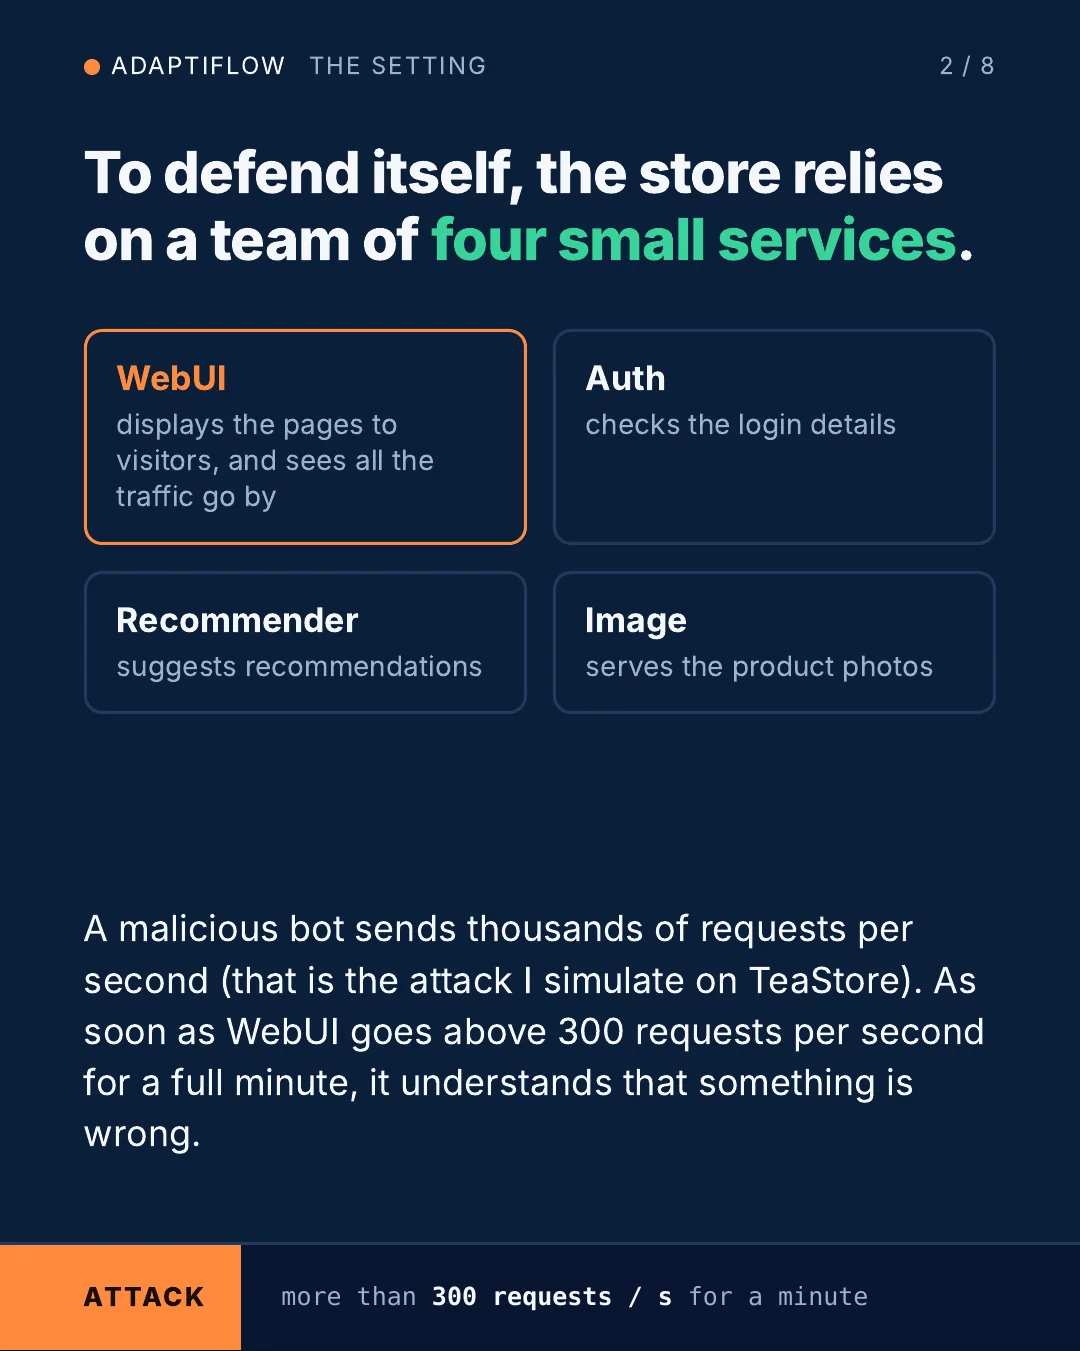 ADAPTIFLOW THE SETTING 2 / 8
To defend itself, the store relies
on a team of four small services.
WebUI
displays the pages to
visitors, and sees all the
traffic go by
Auth
checks the login details
Recommender
suggests recommendations
Image
serves the product photos
A malicious bot sends thousands of requests per
second (that is the attack I simulate on TeaStore). As
soon as WebUI goes above 300 requests per second
for a full minute, it understands that something is
wrong.
ATTACK more than 300 requests / s for a minute